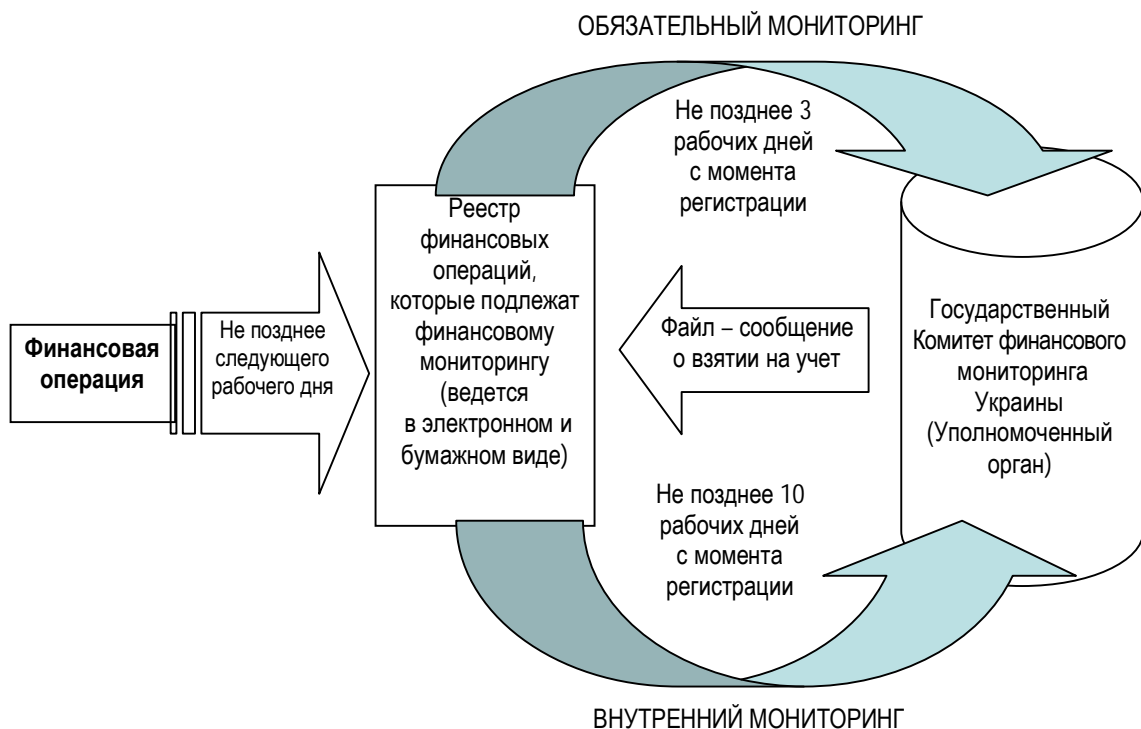 ОБЯЗАТЕЛЬНЫЙ МОНИТОРИНГ
Не позднее 3
рабочих дней
с момента
регистрации
Финансовая
операция
Не позднее
следующего
рабочего дня
Реестр
финансовых
операций,
которые подлежат
финансовому
мониторингу
(ведется
в электронном и
бумажном виде)
Файл – сообщение
о взятии на учет
Государственный
Комитет финансового
мониторинга
Украины
(Уполномоченный
орган)
Не позднее 10
рабочих дней
с момента
регистрации
ВНУТРЕННИЙ МОНИТОРИНГ